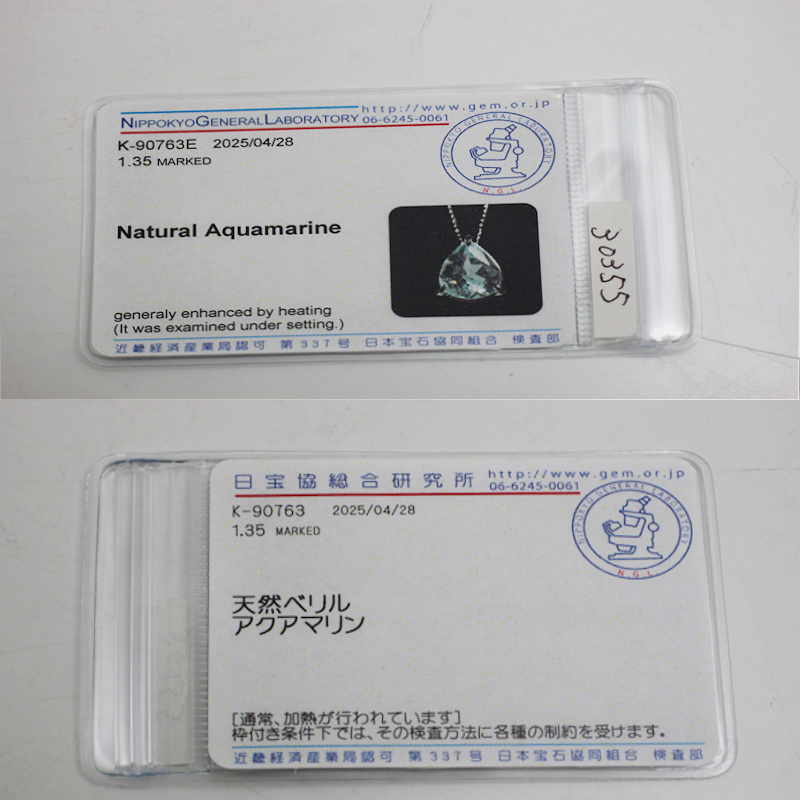 NIPPOKYO GENERAL LABORATORY http://www.gem.or.jp
06-6245-0061
K-90763E 2025/04/28
1.35 MARKED
NIPPOKYO GENERAL LABORATORY
N.G.L.
Natural Aquamarine
30355
generaly enhanced by heating
(It was examined under setting.)
近畿経済産業局認可 第337号 日本宝石協同組合 検査部
日宝協総合研究所 http://www.gem.or.jp
06-6245-0061
K-90763 2025/04/28
1.35 MARKED
NIPPOKYO GENERAL LABORATORY
N.G.L.
天然ベリル
アクアマリン
[通常、加熱が行われています]
枠付き条件下では、その検査方法に各種の制約を受けます。
近畿経済産業局認可 第337号 日本宝石協同組合 検査部